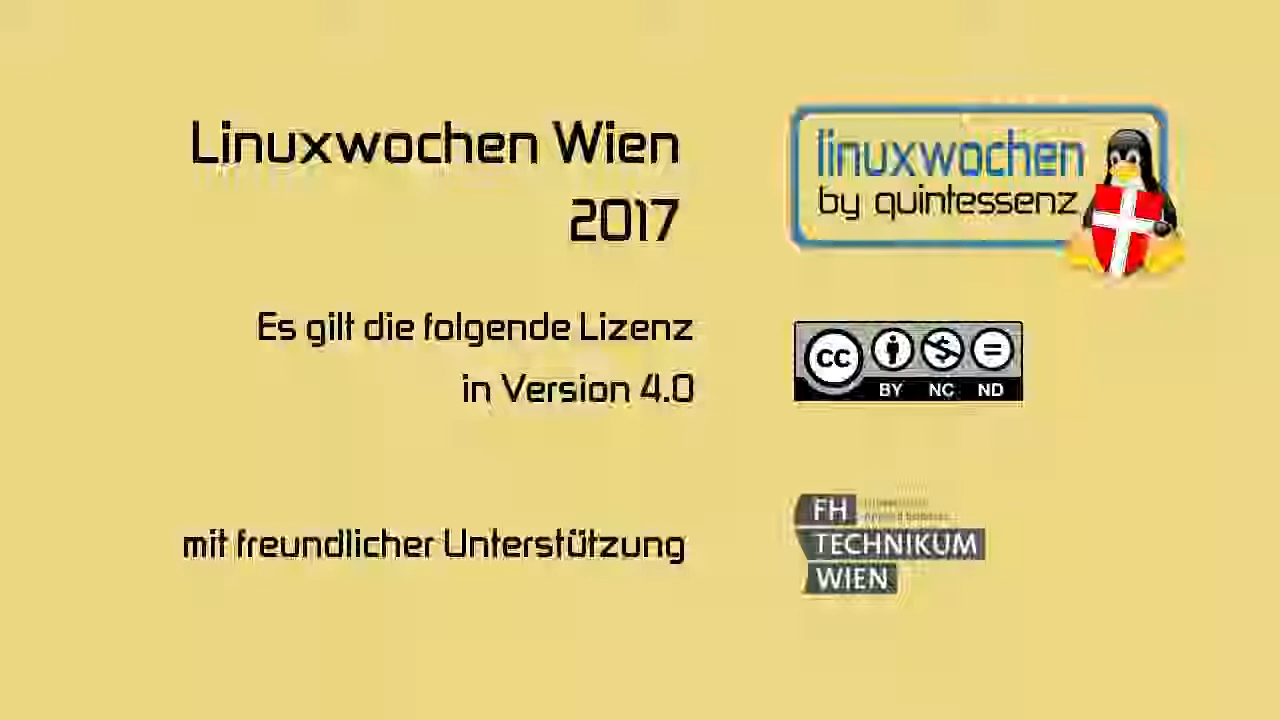 Linuxwochen Wien
2017
linuxwochen
by quintessenz
Es gilt die folgende Lizenz
in Version 4.0
cc
BY NC ND
mit freundlicher Unterstützung
FH
TECHNIKUM
WIEN